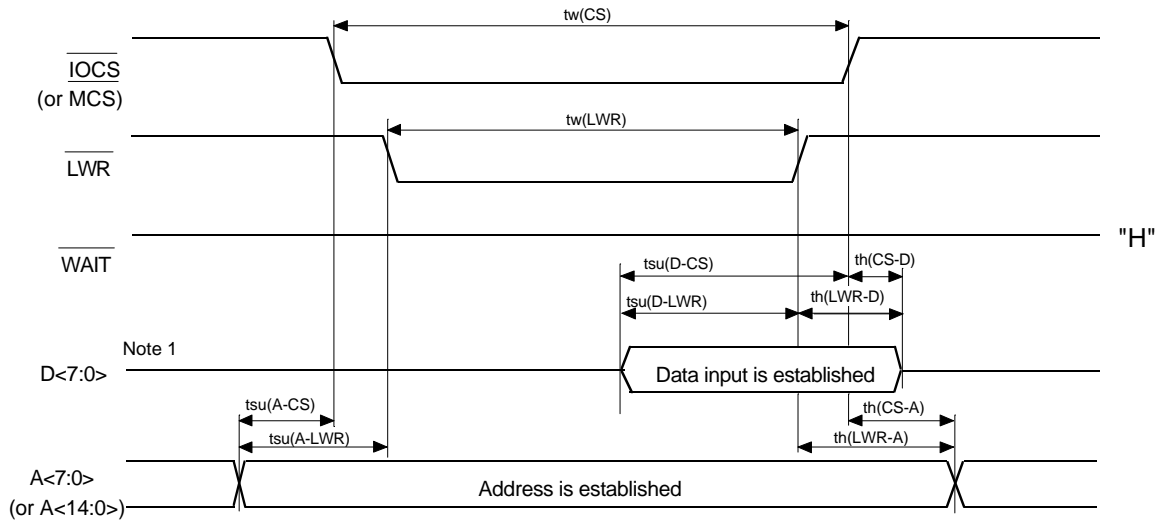 tw(CS)
IOCS
(or MCS)
tw(LWR)
LWR
"H"
WAIT
tsu(D-CS)
th(CS-D)
tsu(D-LWR)
th(LWR-D)
Note 1
D<7:0>
Data input is established
tsu(A-CS)
th(CS-A)
tsu(A-LWR)
th(LWR-A)
A<7:0>
(or A<14:0>)
Address is established